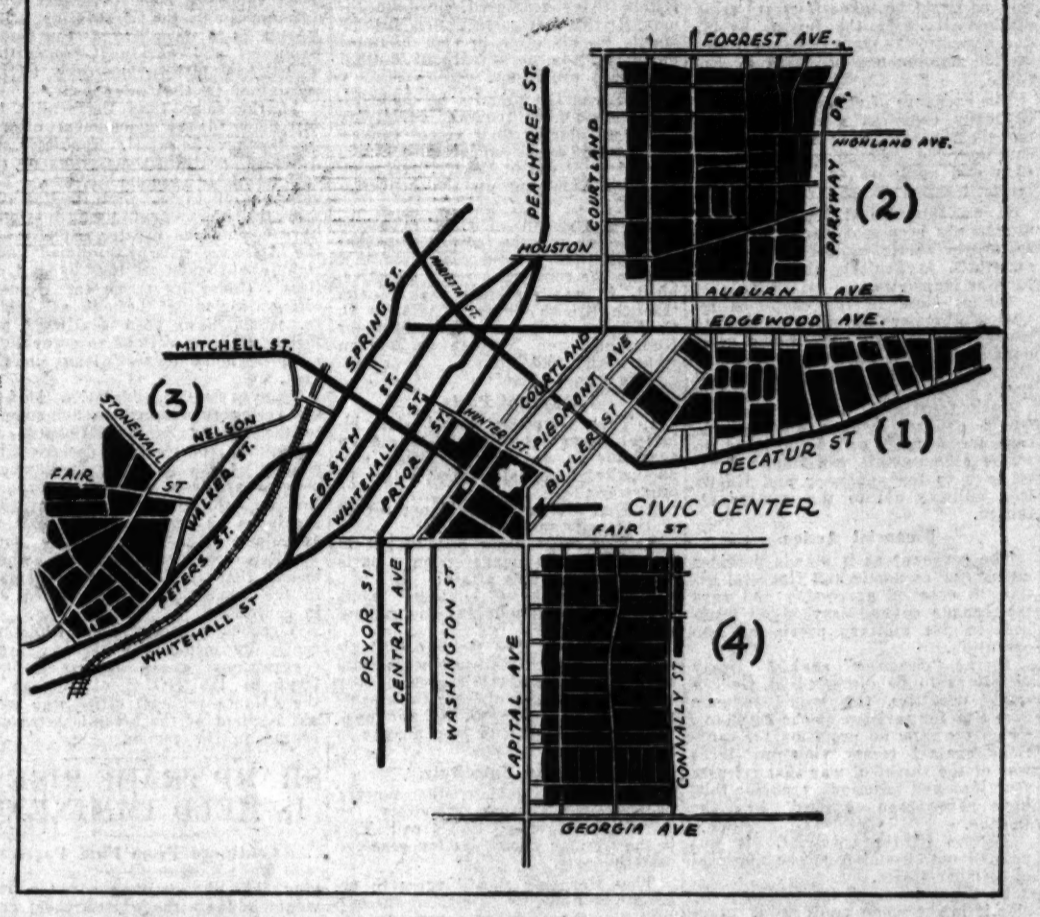 FORREST AVE.
PEACHTREE ST.
COURTLAND
PARKWAY DR.
HIGHLAND AVE.
(2)
HOUSTON
AUBURN AVE
EDGEWOOD AVE.
MARIETTA ST.
SPRING ST.
MITCHELL ST.
(3)
STONEWALL
NELSON
FAIR ST
WALKER ST.
PETERS ST.
WHITEHALL ST
FORSYTH ST.
WHITEHALL ST.
PRYOR ST.
HUNTER ST.
COURTLAND
PIEDMONT AVE
BUTLER ST
DECATUR ST
(1)
CIVIC CENTER
FAIR ST
PRYOR ST
CENTRAL AVE
WASHINGTON ST
CAPITAL AVE
CONNALLY ST
(4)
GEORGIA AVE